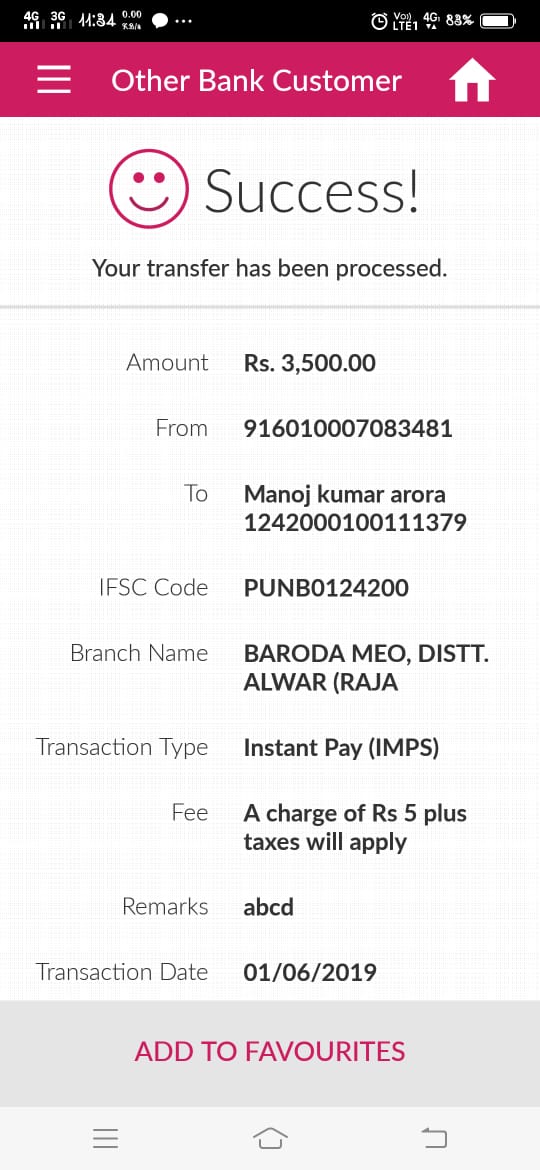 4G 3G 11:34 0.00 K.B/s ... Vo) LTE1 4G 88%
Other Bank Customer
Success!
Your transfer has been processed.
Amount Rs. 3,500.00
From 916010007083481
To Manoj kumar arora
1242000100111379
IFSC Code PUNB0124200
Branch Name BARODA MEO, DISTT.
ALWAR (RAJA
Transaction Type Instant Pay (IMPS)
Fee A charge of Rs 5 plus
taxes will apply
Remarks abcd
Transaction Date 01/06/2019
ADD TO FAVOURITES